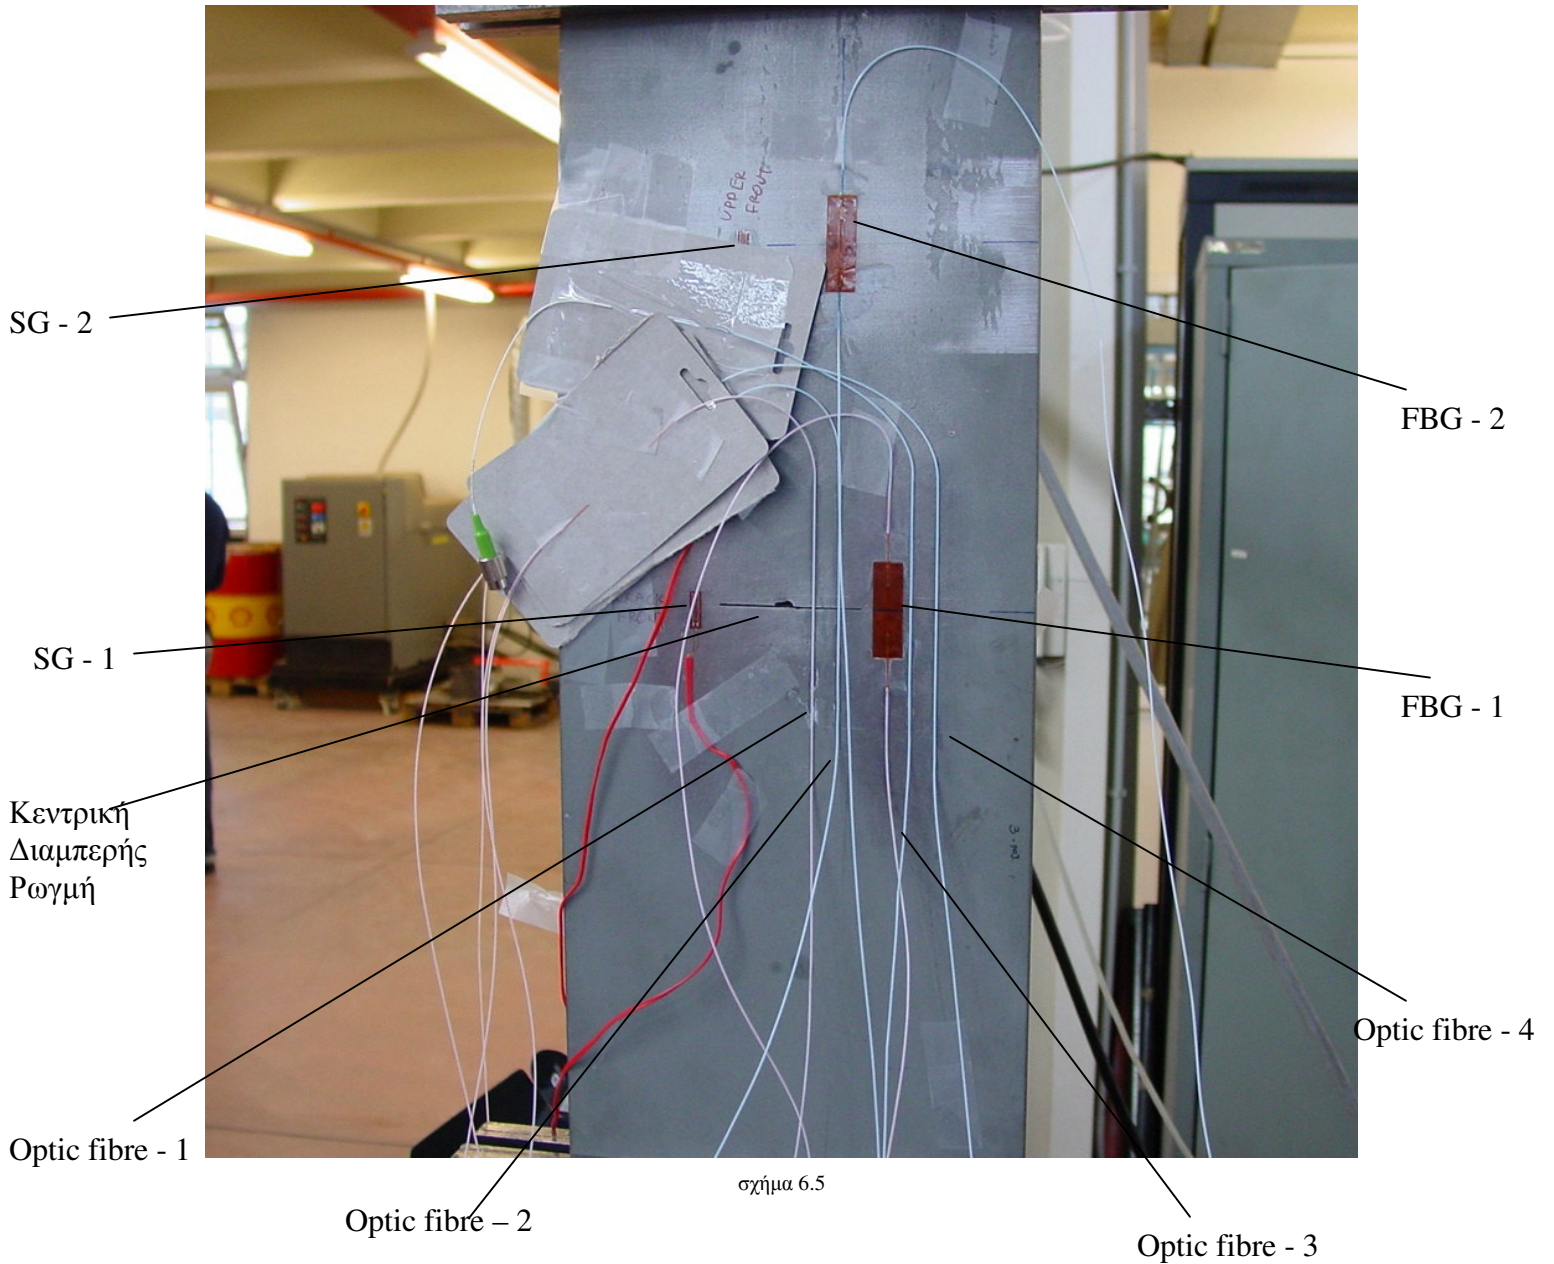 UPPER
FROUT
SG - 2
FBG - 2
SG - 1
FBG - 1
Κεντρική
Διαμπερής
Ρωγμή
Optic fibre - 4
Optic fibre - 1
σχήμα 6.5
Optic fibre – 2
Optic fibre - 3